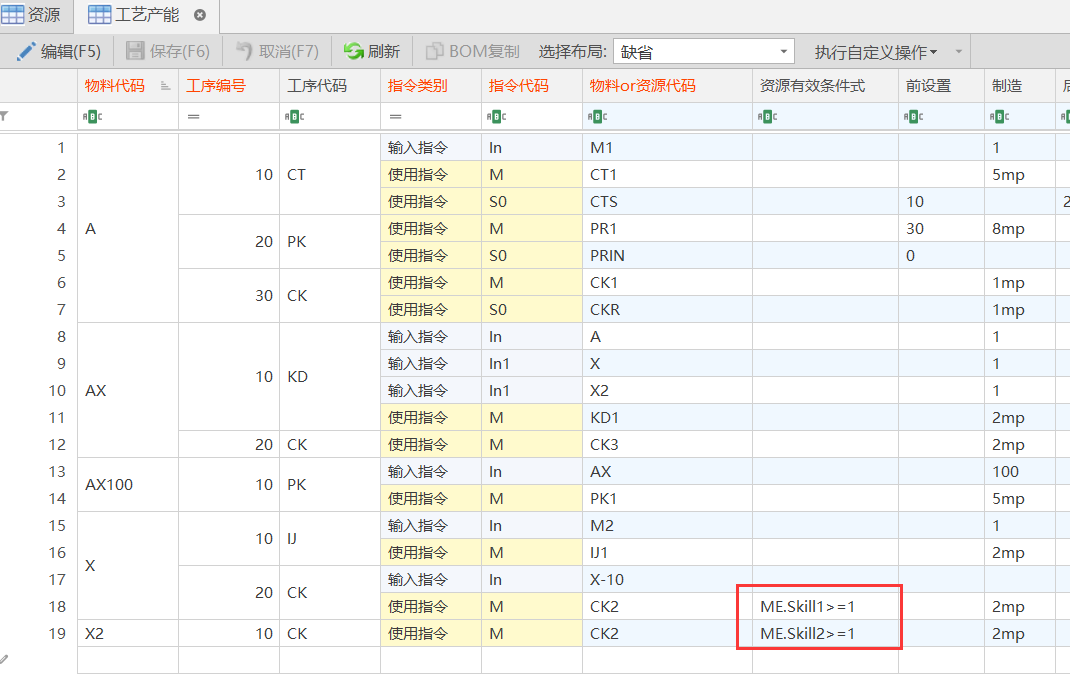 资源 工艺产能
编辑(F5) 保存(F6) 取消(F7) 刷新 BOM复制 选择布局: 缺省 执行自定义操作
物料代码 工序编号 工序代码 指令类别 指令代码 物料or资源代码 资源有效条件式 前设置 制造
ABC = ABC = ABC ABC ABC ABC ABC
1 输入指令 In M1 1
2 10 CT 使用指令 M CT1 5mp
3 使用指令 S0 CTS 10 2
4 A 使用指令 M PR1 30 8mp
20 PK
5 使用指令 S0 PRIN 0
6 使用指令 M CK1 1mp
30 CK
7 使用指令 S0 CKR 1mp
8 输入指令 In A 1
9 输入指令 In1 X 1
10 KD
10 AX 输入指令 In1 X2 1
11 使用指令 M KD1 2mp
12 20 CK 使用指令 M CK3 2mp
13 输入指令 In AX 100
AX100 10 PK
14 使用指令 M PK1 5mp
15 输入指令 In M2 1
10 IJ
16 使用指令 M IJ1 2mp
X
17 输入指令 In X-10
20 CK
18 使用指令 M CK2 ME.Skill1>=1 2mp
19 X2 10 CK 使用指令 M CK2 ME.Skill2>=1 2mp